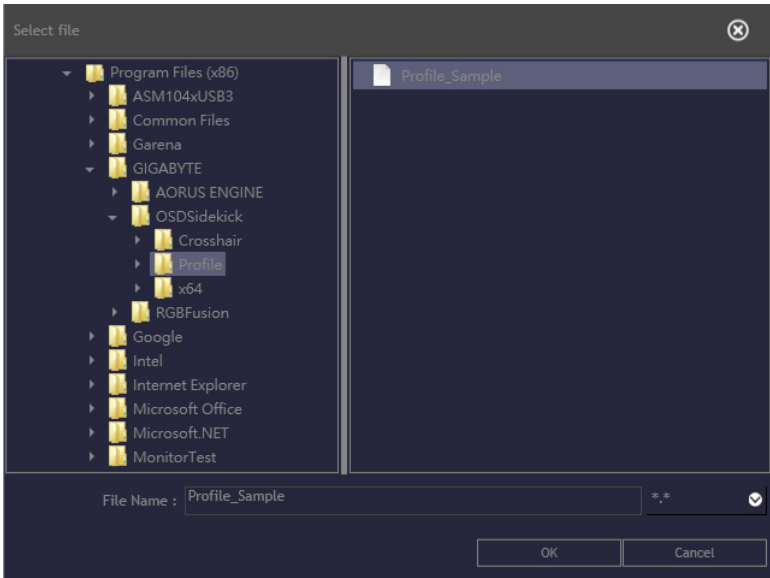 Select file
Program Files (x86)
ASM104xUSB3
Common Files
Garena
GIGABYTE
AORUS ENGINE
OSDSidekick
Crosshair
Profile
x64
RGBFusion
Google
Intel
Internet Explorer
Microsoft Office
Microsoft.NET
MonitorTest
Profile_Sample
File Name : Profile_Sample *.*
OK Cancel